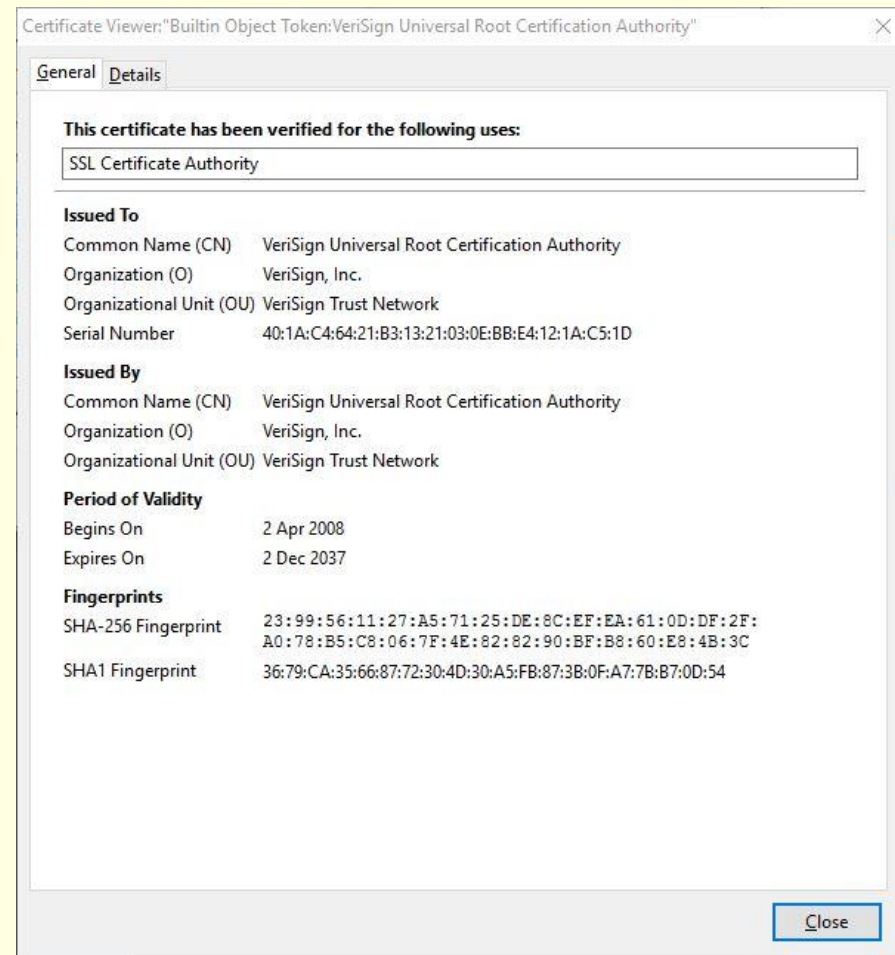 Certificate Viewer:"Builtin Object Token:VeriSign Universal Root Certification Authority"
General Details
This certificate has been verified for the following uses:
SSL Certificate Authority
Issued To
Common Name (CN) VeriSign Universal Root Certification Authority
Organization (O) VeriSign, Inc.
Organizational Unit (OU) VeriSign Trust Network
Serial Number 40:1A:C4:64:21:B3:13:21:03:0E:BB:E4:12:1A:C5:1D
Issued By
Common Name (CN) VeriSign Universal Root Certification Authority
Organization (O) VeriSign, Inc.
Organizational Unit (OU) VeriSign Trust Network
Period of Validity
Begins On 2 Apr 2008
Expires On 2 Dec 2037
Fingerprints
SHA-256 Fingerprint 23:99:56:11:27:A5:71:25:DE:8C:EF:EA:61:0D:DF:2F:
A0:78:B5:C8:06:7F:4E:82:82:90:BF:B8:60:E8:4B:3C
SHA1 Fingerprint 36:79:CA:35:66:87:72:30:4D:30:A5:FB:87:3B:0F:A7:7B:B7:0D:54
Close